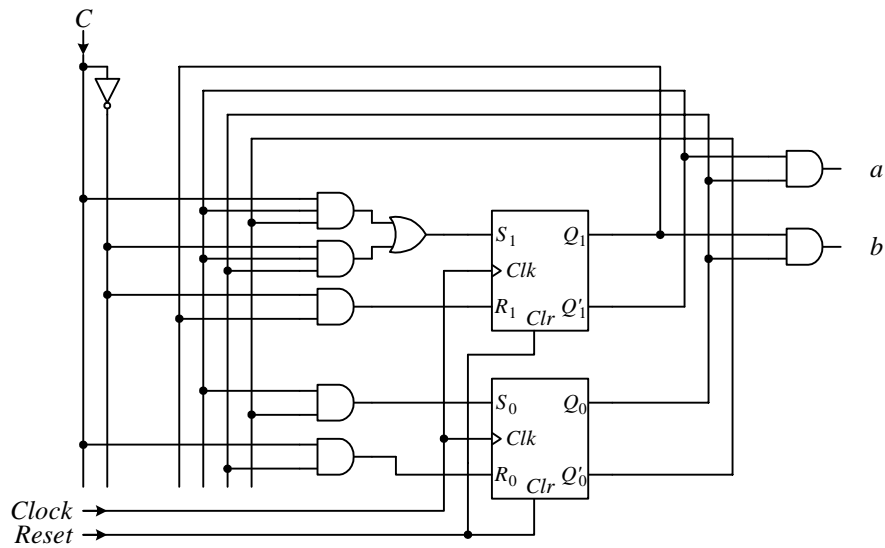 C
a
S₁ Q₁ b
Clk
R₁ Clr Q′₁
S₀ Q₀
Clk
R₀ Clr Q′₀
Clock
Reset